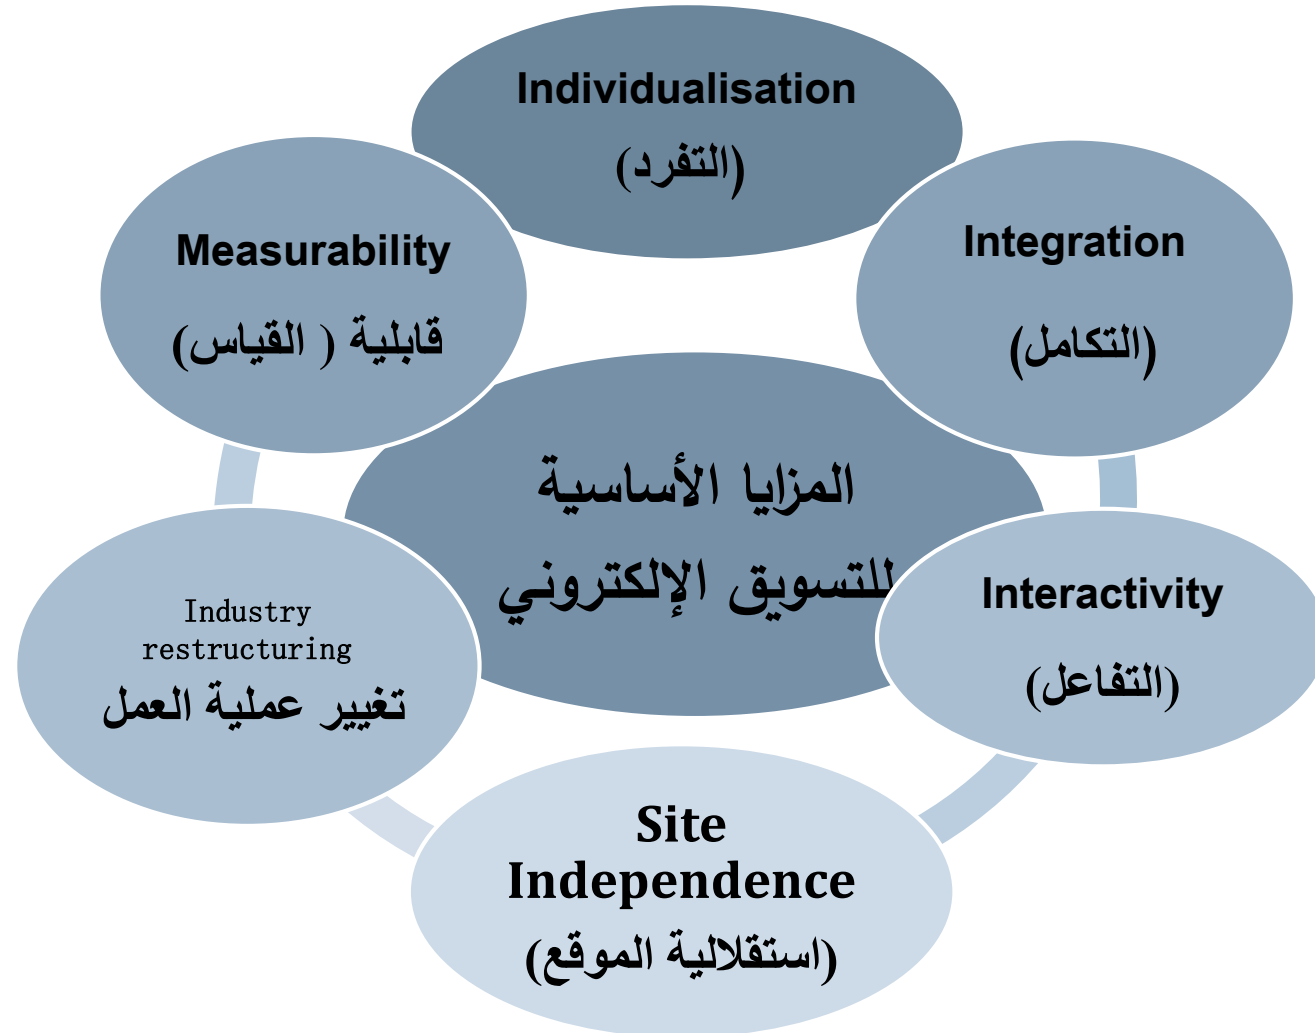 Individualisation
(التفرد)
Integration
(التكامل)
Interactivity
(التفاعل)
Site
Independence
(استقلالية الموقع)
Industry
restructuring
تغيير عملية العمل
Measurability
قابلية ( القياس)
المزايا الأساسية
للتسويق الإلكتروني